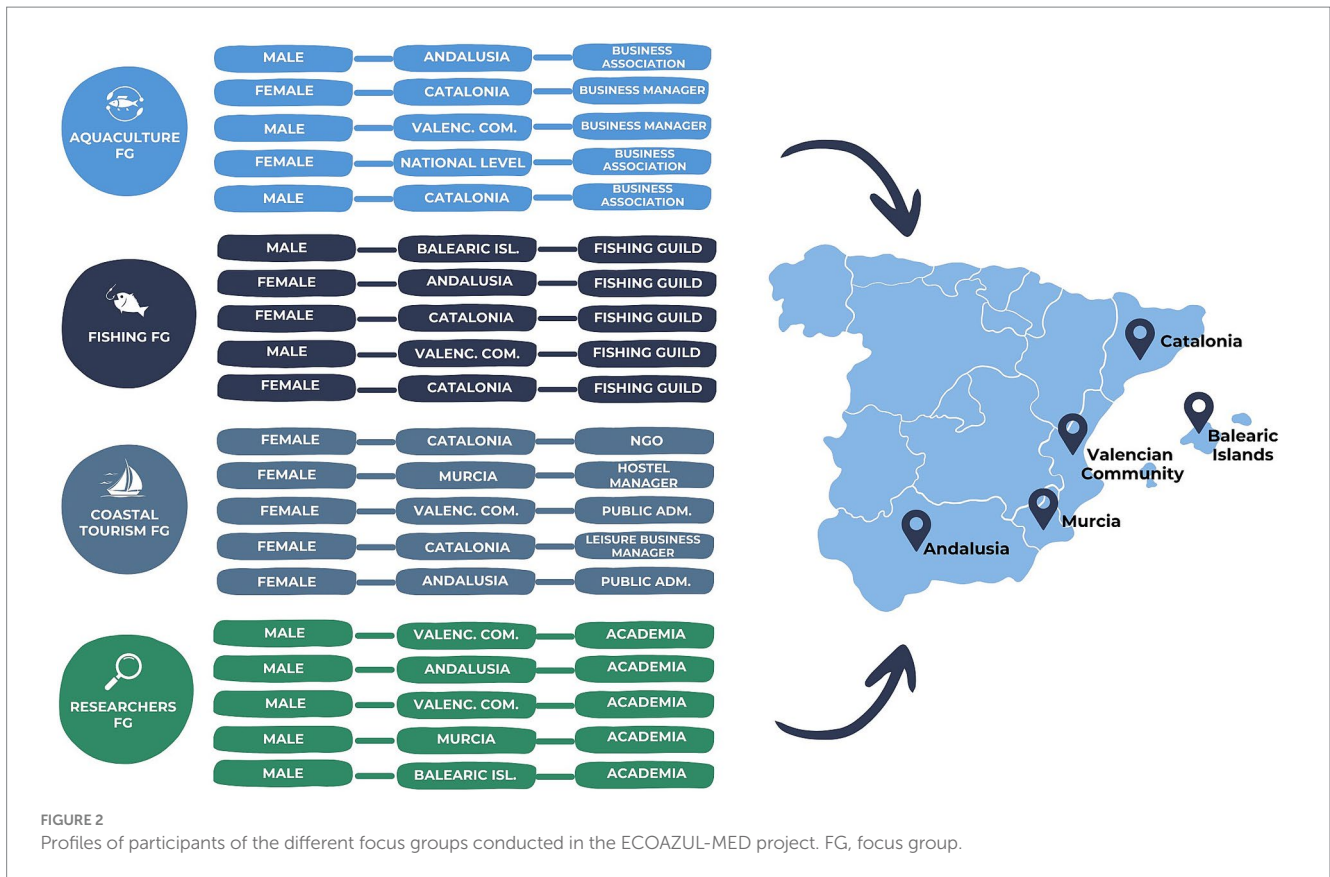 AQUACULTURE
FG
MALE ANDALUSIA BUSINESS
ASSOCIATION
FEMALE CATALONIA BUSINESS MANAGER
MALE VALENC. COM. BUSINESS MANAGER
FEMALE NATIONAL LEVEL BUSINESS
ASSOCIATION
MALE CATALONIA BUSINESS
ASSOCIATION
FISHING FG
MALE BALEARIC ISL. FISHING GUILD
FEMALE ANDALUSIA FISHING GUILD
FEMALE CATALONIA FISHING GUILD
MALE VALENC. COM. FISHING GUILD
FEMALE CATALONIA FISHING GUILD
COASTAL
TOURISM FG
FEMALE CATALONIA NGO
FEMALE MURCIA HOSTEL
MANAGER
FEMALE VALENC. COM. PUBLIC ADM.
FEMALE CATALONIA LEISURE BUSINESS
MANAGER
FEMALE ANDALUSIA PUBLIC ADM.
RESEARCHERS
FG
MALE VALENC. COM. ACADEMIA
MALE ANDALUSIA ACADEMIA
MALE VALENC. COM. ACADEMIA
MALE MURCIA ACADEMIA
MALE BALEARIC ISL. ACADEMIA
Catalonia
Balearic
Islands
Valencian
Community
Murcia
Andalusia
FIGURE 2
Profiles of participants of the different focus groups conducted in the ECOAZUL-MED project. FG, focus group.